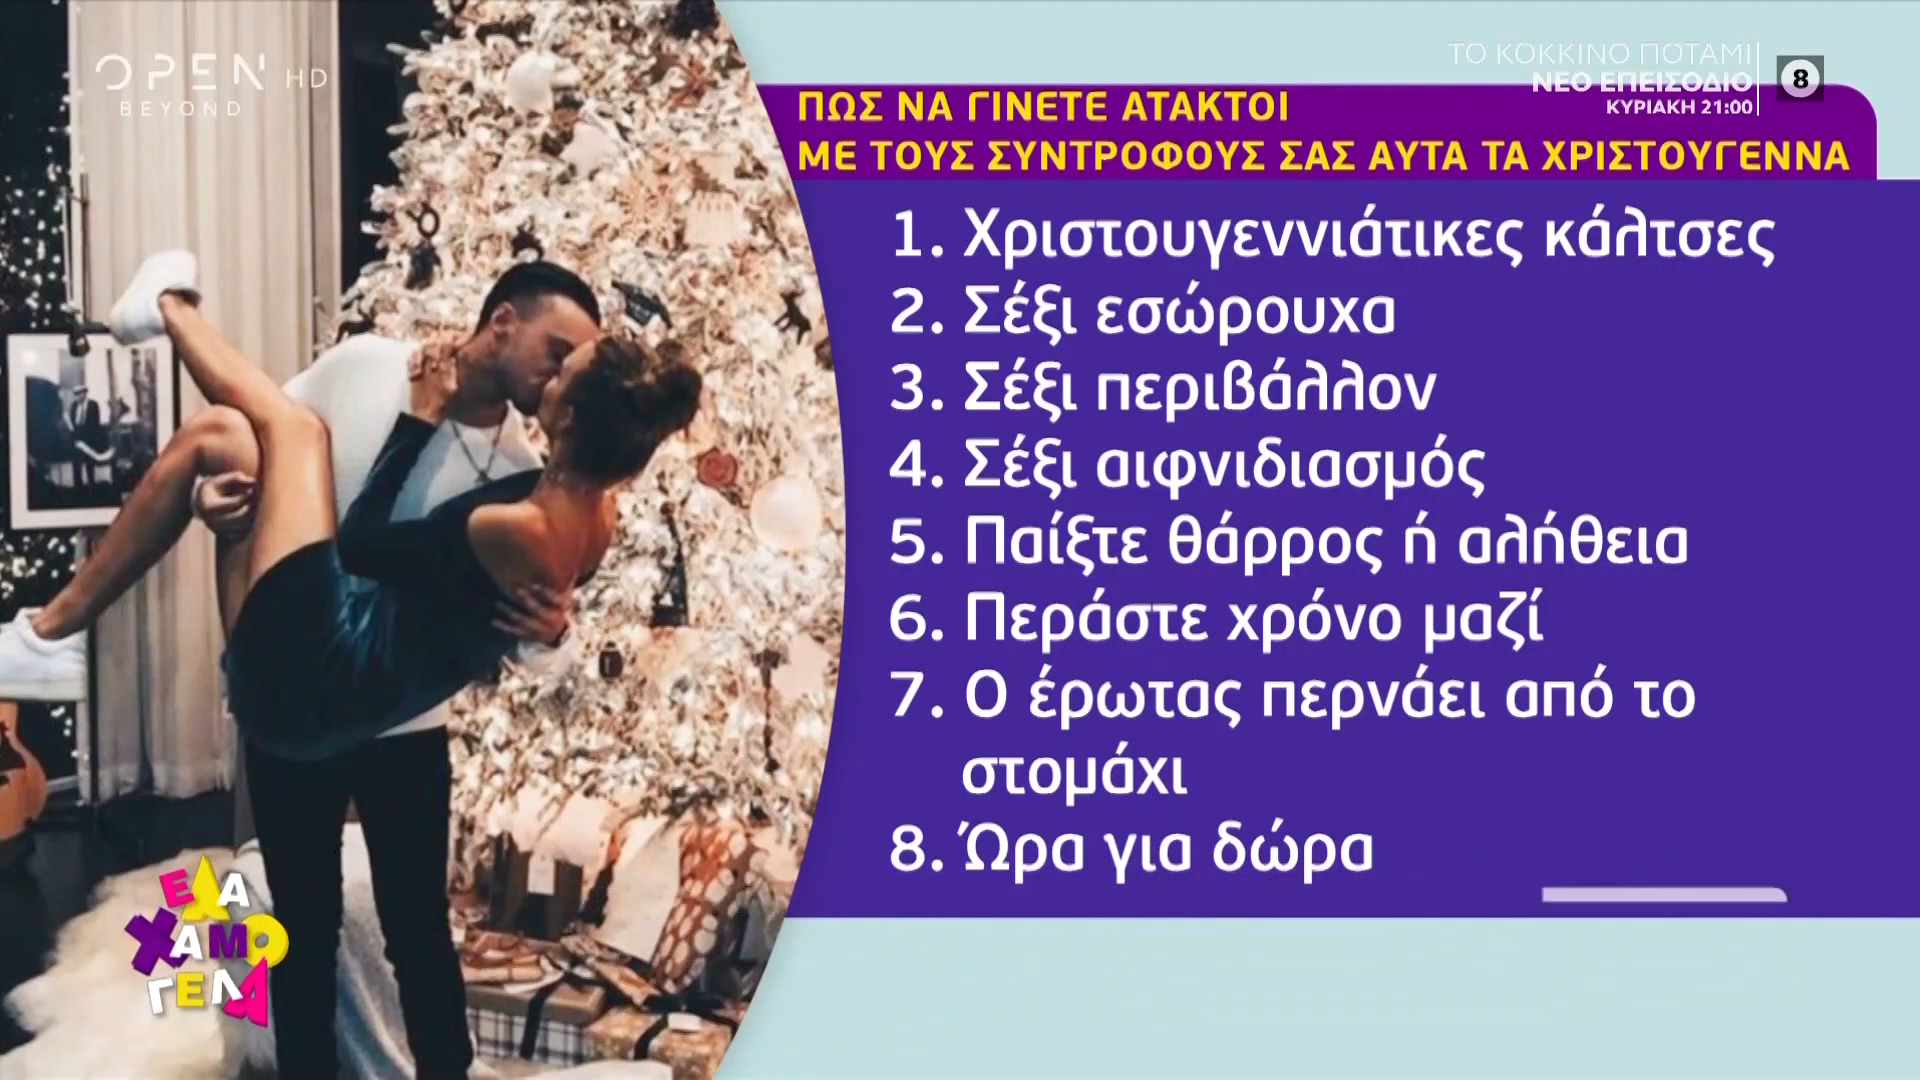 OPEN HD
BEYOND
ΤΟ ΚΟΚΚΙΝΟ ΠΟΤΑΜΙ
ΝΕΟ ΕΠΕΙΣΟΔΙΟ
ΚΥΡΙΑΚΗ 21:00
8
ΠΩΣ ΝΑ ΓΙΝΕΤΕ ΑΤΑΚΤΟΙ
ΜΕ ΤΟΥΣ ΣΥΝΤΡΟΦΟΥΣ ΣΑΣ ΑΥΤΑ ΤΑ ΧΡΙΣΤΟΥΓΕΝΝΑ
1. Χριστουγεννιάτικες κάλτσες
2. Σέξι εσώρουχα
3. Σέξι περιβάλλον
4. Σέξι αιφνιδιασμός
5. Παίξτε θάρρος ή αλήθεια
6. Περάστε χρόνο μαζί
7. Ο έρωτας περνάει από το
στομάχι
8. Ώρα για δώρα
ΕΛΑ
ΧΑΜΟ
ΓΕΛΑ